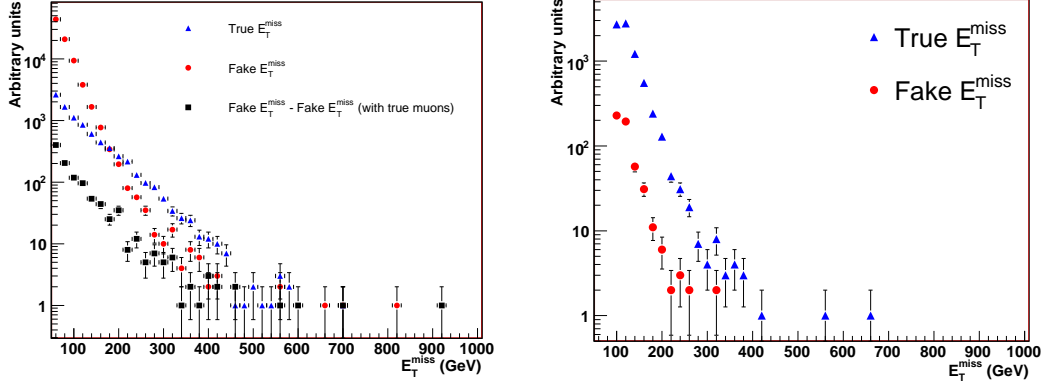 Arbitrary units
10^4
10^3
10^2
10
1
True E_T^miss
Fake E_T^miss
Fake E_T^miss - Fake E_T^miss (with true muons)
100 200 300 400 500 600 700 800 900 1000
E_T^miss (GeV)
Arbitrary units
10^3
10^2
10
1
True E_T^miss
Fake E_T^miss
100 200 300 400 500 600 700 800 900 1000
E_T^miss (GeV)